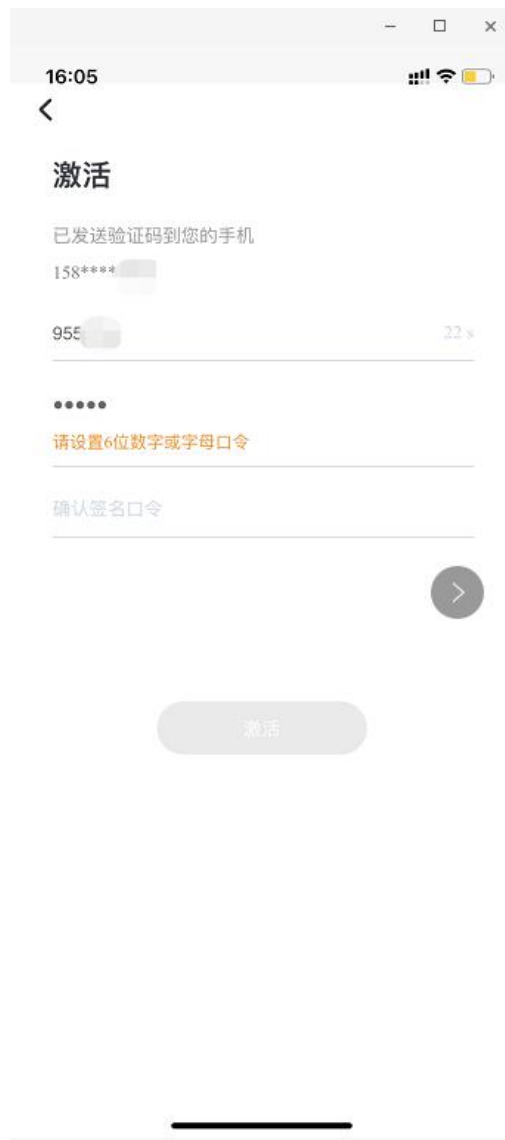 16:05
激活
已发送验证码到您的手机
158****
955
22 s
•••••
请设置6位数字或字母口令
确认签名口令
激活